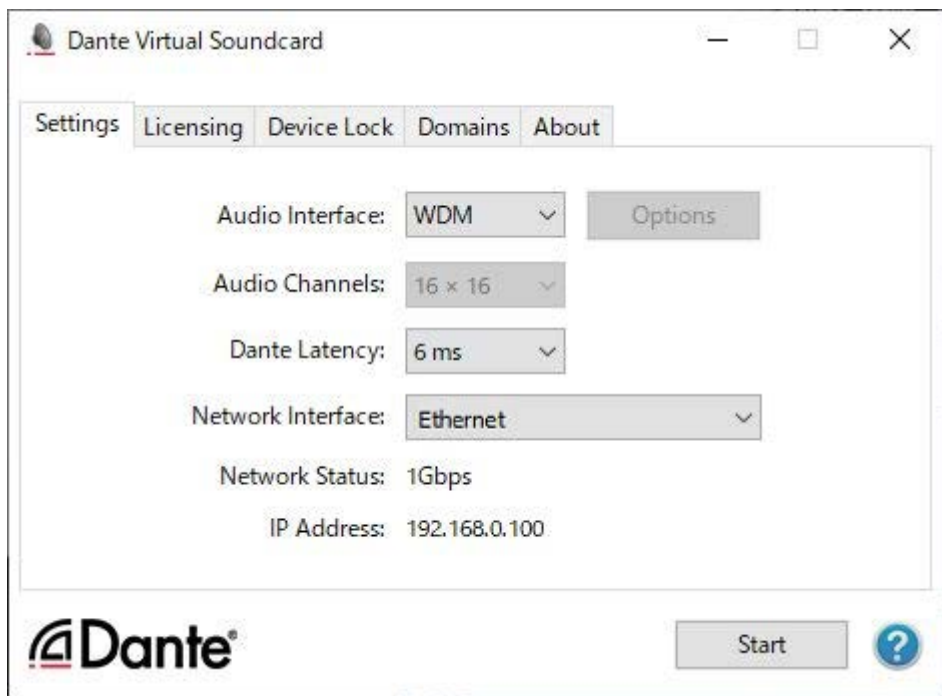 Dante Virtual Soundcard
Settings Licensing Device Lock Domains About
Audio Interface: WDM Options
Audio Channels: 16 × 16
Dante Latency: 6 ms
Network Interface: Ethernet
Network Status: 1Gbps
IP Address: 192.168.0.100
Dante® Start ?